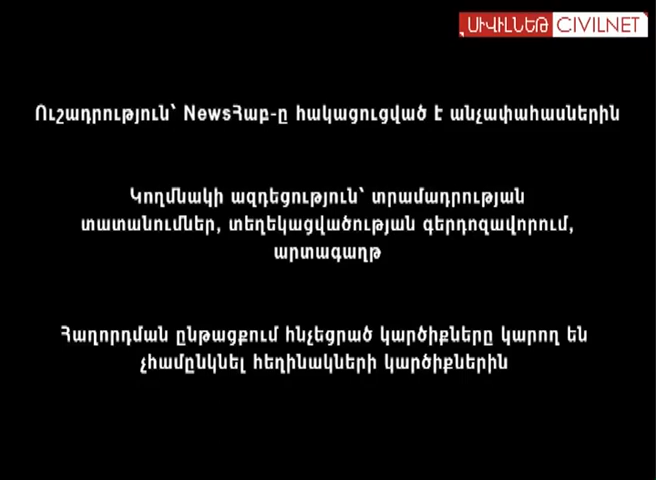 ՍԻՎԻԼՆԵԹ CIVILNET
Ուշադրություն՝ NewsՀաբ-ը հակացուցված է անչափահասներին
Կողմնակի ազդեցություն՝ տրամադրության
տատանումներ, տեղեկացվածության գերդոզավորում,
արտագաղթ
Հաղորդման ընթացքում հնչեցրած կարծիքները կարող են
չհամընկնել հեղինակների կարծիքներին